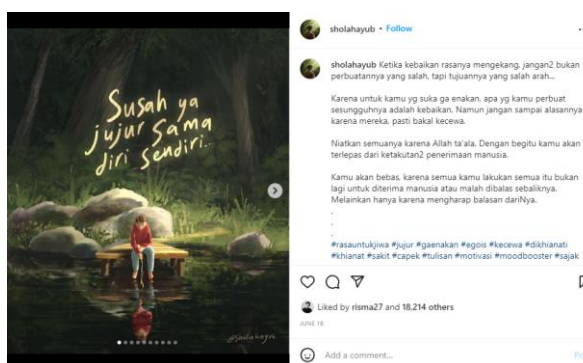 Susah ya
jujur sama
diri sendiri..
@sholahayub
sholahayub • Follow
sholahayub Ketika kebaikan rasanya mengekang, jangan2 bukan
perbuatannya yang salah, tapi tujuannya yang salah arah...
Karena untuk kamu yg suka ga enakan, apa yg kamu perbuat
sesungguhnya adalah kebaikan. Namun jangan sampai alasannya
karena mereka, pasti bakal kecewa.
Niatkan semuanya karena Allah ta'ala. Dengan begitu kamu akan
terlepas dari ketakutan2 penerimaan manusia.
Kamu akan bebas, karena semua kamu lakukan semua itu bukan
lagi untuk diterima manusia atau malah dibalas sebaliknya.
Melainkan hanya karena mengharap balasan dariNya.
.
.
.
#rasauntukjiwa #jujur #gaenakan #egois #kecewa #dikhianati
#khianat #sakit #capek #tulisan #motivasi #moodbooster #sajak
Liked by risma27 and 18,214 others
Add a comment...